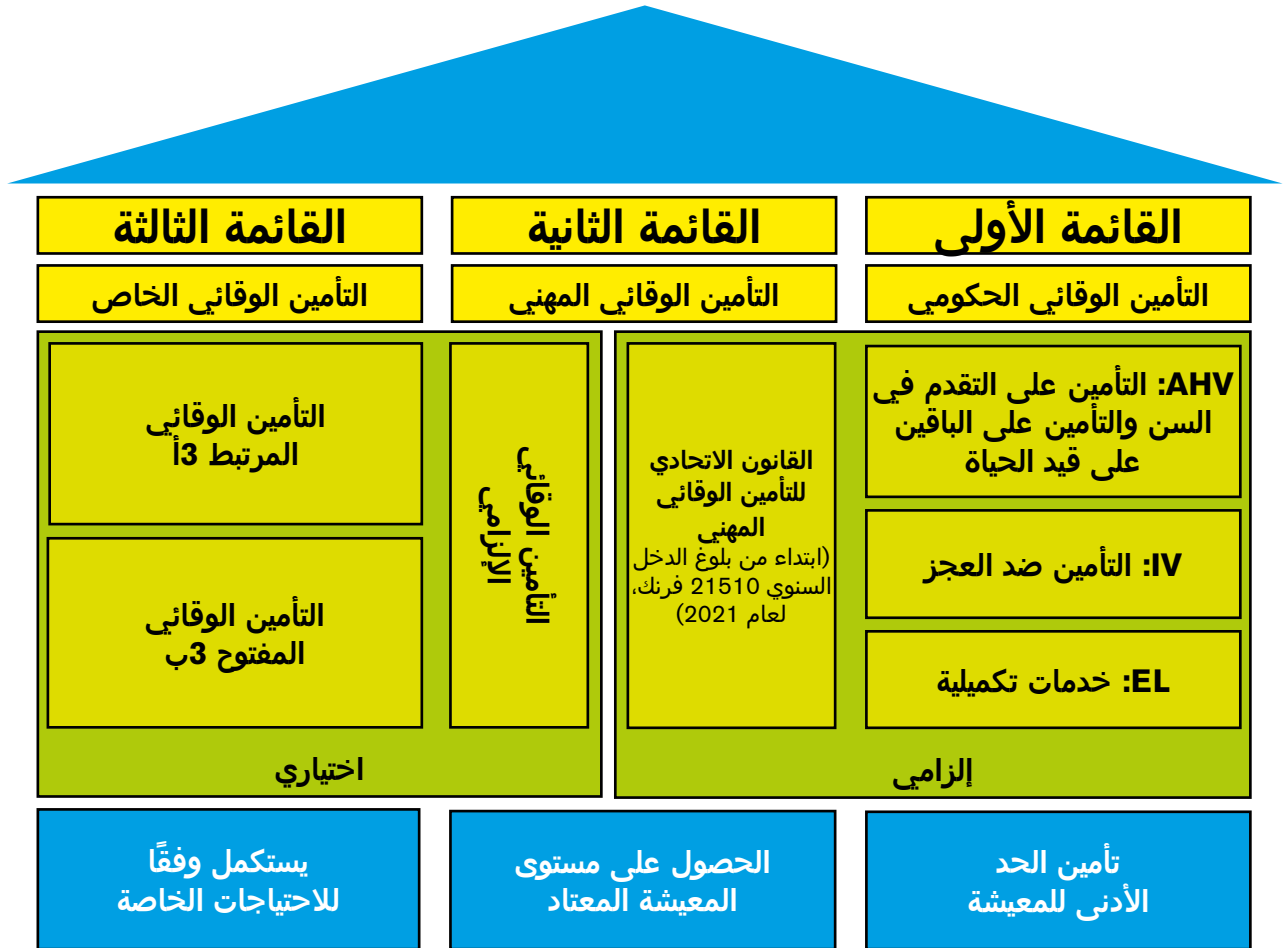 القائمة الأولى
القائمة الثانية
القائمة الثالثة
التأمين الوقائي الحكومي
التأمين الوقائي المهني
التأمين الوقائي الخاص
AHV: التأمين على التقدم في
السن والتأمين على الباقين
على قيد الحياة
IV: التأمين ضد العجز
EL: خدمات تكميلية
القانون الاتحادي
للتأمين الوقائي
المهني
(ابتداء من بلوغ الدخل
السنوي 21510 فرنك،
لعام 2021)
إلزامي
التأمين الوقائي
الإلزامي
التأمين الوقائي
المرتبط 3أ
التأمين الوقائي
المفتوح 3ب
اختياري
تأمين الحد
الأدنى للمعيشة
الحصول على مستوى
المعيشة المعتاد
يستكمل وفقًا
للاحتياجات الخاصة